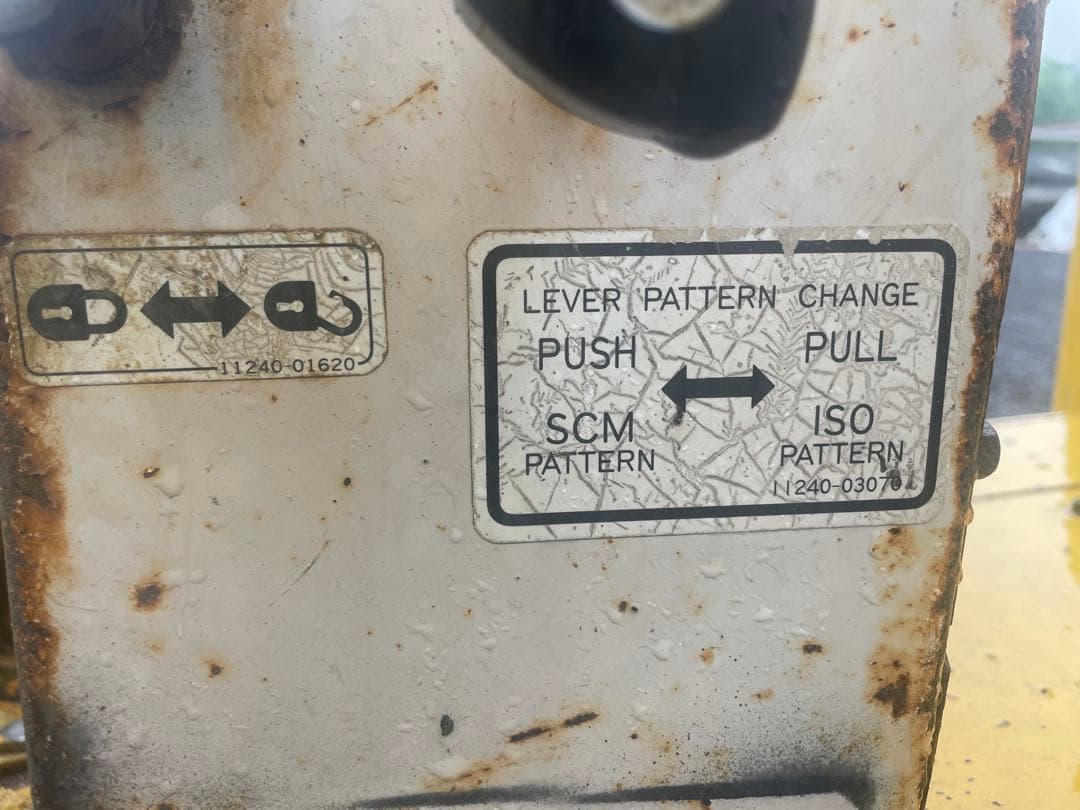 11240-01620
LEVER PATTERN CHANGE
PUSH PULL
SCM ISO
PATTERN PATTERN
11240-03070